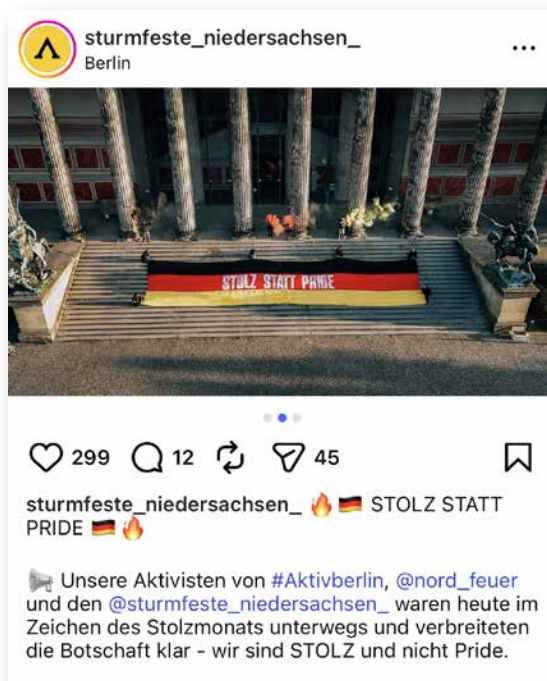 sturmfeste_niedersachsen_
Berlin
STOLZ STATT PRIDE
299 12 45
sturmfeste_niedersachsen_ 🔥🇩🇪 STOLZ STATT
PRIDE 🇩🇪🔥
📢 Unsere Aktivisten von #Aktivberlin, @nord_feuer
und den @sturmfeste_niedersachsen_ waren heute im
Zeichen des Stolzmonats unterwegs und verbreiteten
die Botschaft klar - wir sind STOLZ und nicht Pride.